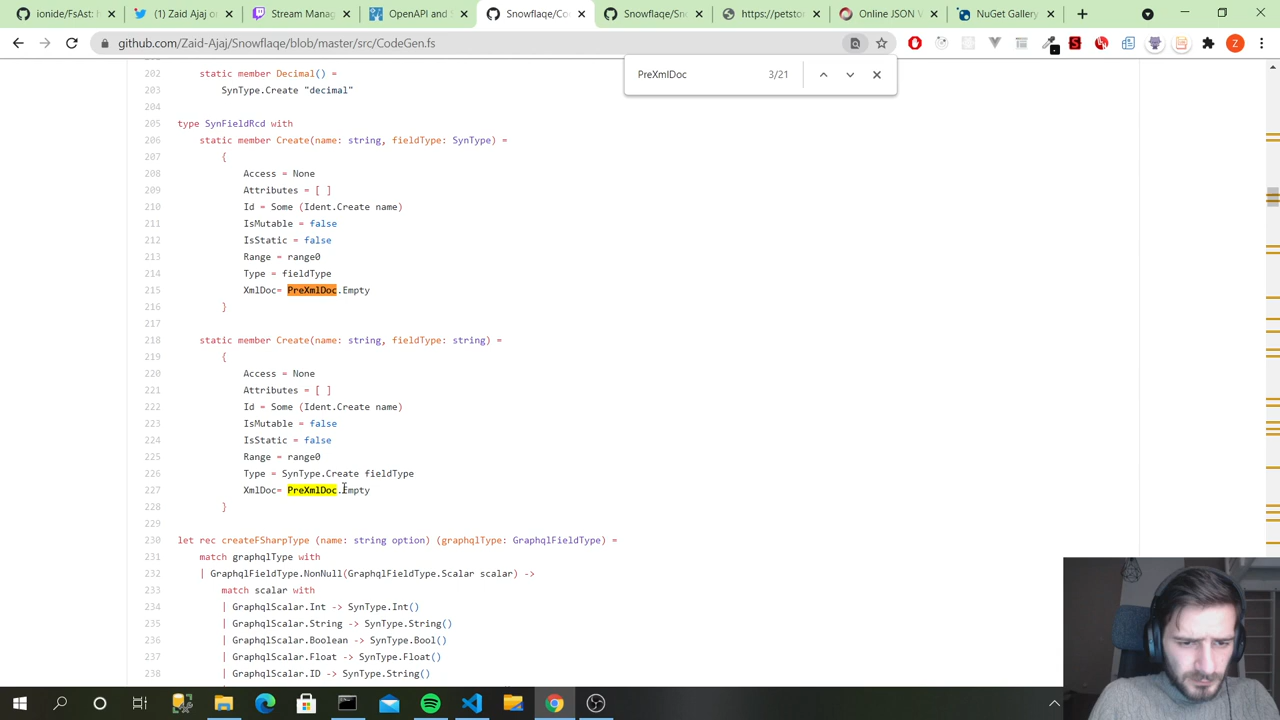 ionide/FsAst: H
(2) Zaid Ajaj
Snowflaqe -
OpenAPI and S
Snowflaqe/Co
Snowflaqe/src
https://petsto
Online JSON V
NuGet Gallery
github.com/Zaid-Ajaj/Snowflaqe/blob/master/src/CodeGen.fs
Z
PreXmlDoc 3/21
202 static member Decimal() =
203 SynType.Create "decimal"
204
205 type SynFieldRcd with
206 static member Create(name: string, fieldType: SynType) =
207 {
208 Access = None
209 Attributes = [ ]
210 Id = Some (Ident.Create name)
211 IsMutable = false
212 IsStatic = false
213 Range = range0
214 Type = fieldType
215 XmlDoc= PreXmlDoc.Empty
216 }
217
218 static member Create(name: string, fieldType: string) =
219 {
220 Access = None
221 Attributes = [ ]
222 Id = Some (Ident.Create name)
223 IsMutable = false
224 IsStatic = false
225 Range = range0
226 Type = SynType.Create fieldType
227 XmlDoc= PreXmlDoc.Empty
228 }
229
230 let rec createFSharpType (name: string option) (graphqlType: GraphqlFieldType) =
231 match graphqlType with
232 | GraphqlFieldType.NonNull(GraphqlFieldType.Scalar scalar) ->
233 match scalar with
234 | GraphqlScalar.Int -> SynType.Int()
235 | GraphqlScalar.String -> SynType.String()
236 | GraphqlScalar.Boolean -> SynType.Bool()
237 | GraphqlScalar.Float -> SynType.Float()
238 | GraphqlScalar.ID -> SynType.String()